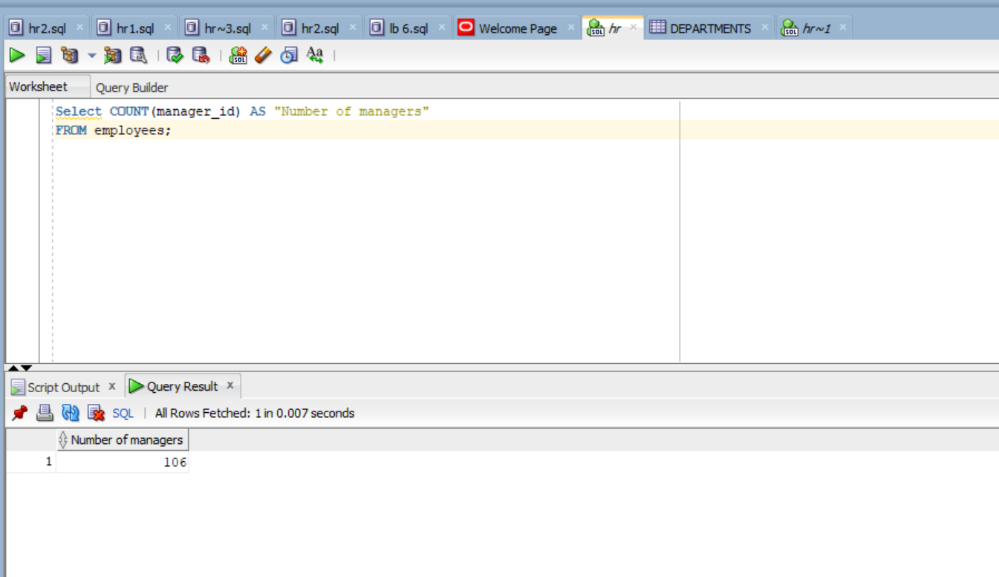 hr2.sql × hr1.sql × hr~3.sql × hr2.sql × lb 6.sql × Welcome Page × hr × DEPARTMENTS × hr~1 ×
Worksheet Query Builder
Select COUNT(manager_id) AS "Number of managers"
FROM employees;
Script Output x Query Result x
SQL | All Rows Fetched: 1 in 0.007 seconds
Number of managers
1 106